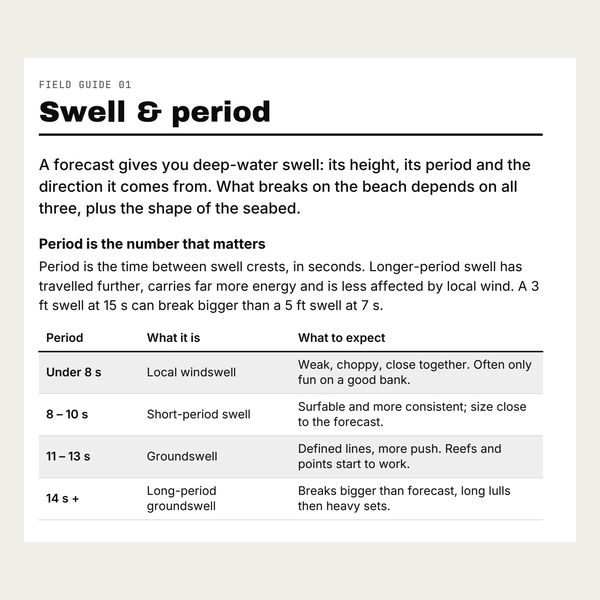 FIELD GUIDE 01
Swell & period
A forecast gives you deep-water swell: its height, its period and the
direction it comes from. What breaks on the beach depends on all
three, plus the shape of the seabed.
Period is the number that matters
Period is the time between swell crests, in seconds. Longer-period swell has
travelled further, carries far more energy and is less affected by local wind. A 3
ft swell at 15 s can break bigger than a 5 ft swell at 7 s.
Period What it is What to expect
Under 8 s Local windswell Weak, choppy, close together. Often only
fun on a good bank.
8 – 10 s Short-period swell Surfable and more consistent; size close
to the forecast.
11 – 13 s Groundswell Defined lines, more push. Reefs and
points start to work.
14 s + Long-period Breaks bigger than forecast, long lulls
groundswell then heavy sets.